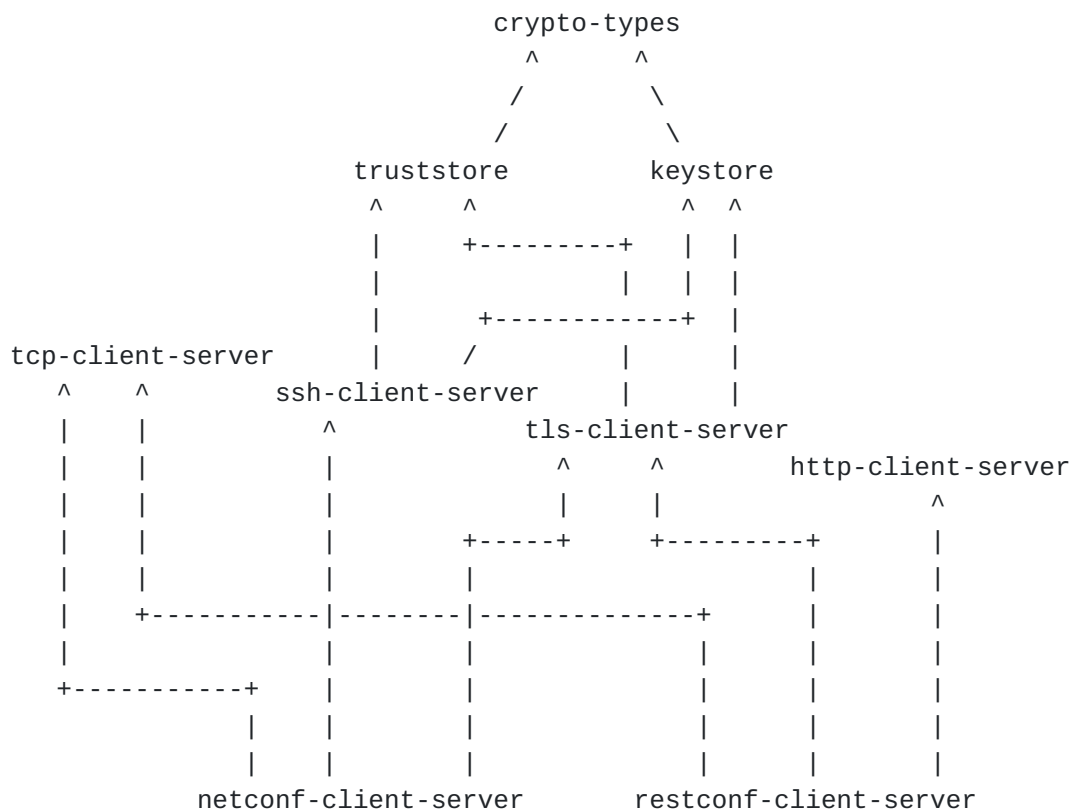 crypto-types
truststore keystore
tcp-client-server
ssh-client-server
tls-client-server
http-client-server
netconf-client-server restconf-client-server